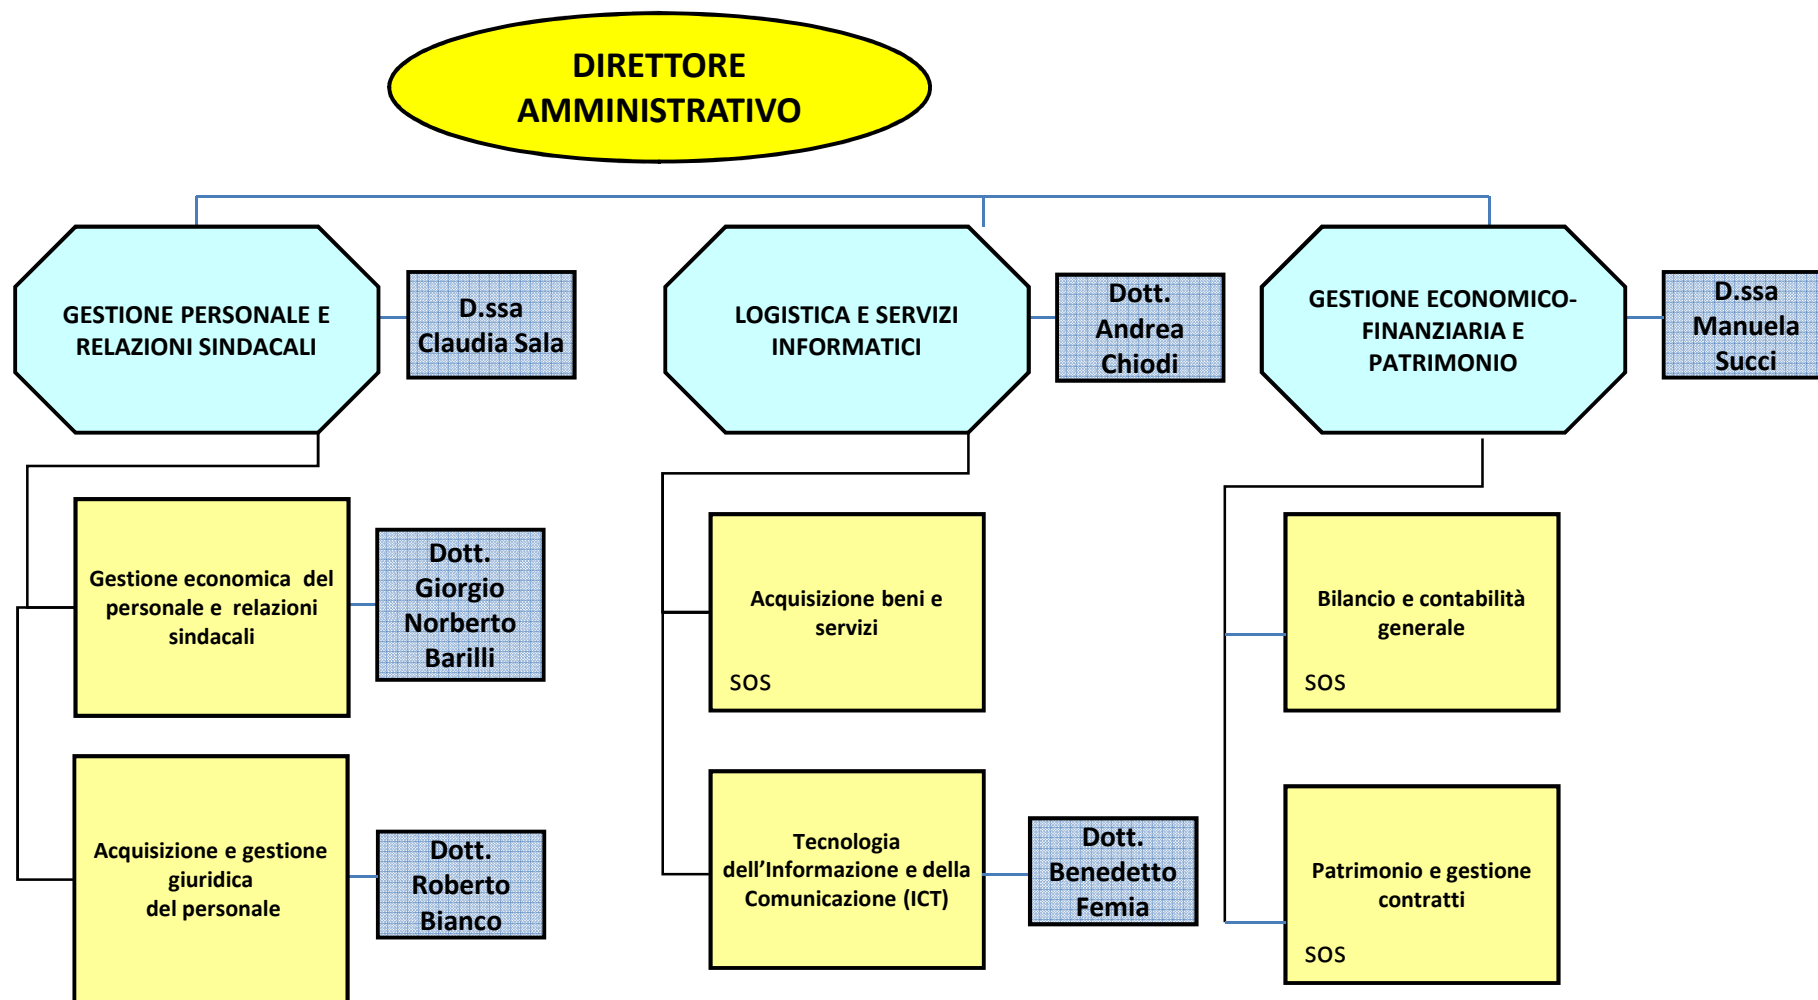 DIRETTORE
AMMINISTRATIVO
GESTIONE PERSONALE E
RELAZIONI SINDACALI
D.ssa
Claudia Sala
LOGISTICA E SERVIZI
INFORMATICI
Dott.
Andrea
Chiodi
GESTIONE ECONOMICO-
FINANZIARIA E
PATRIMONIO
D.ssa
Manuela
Succi
Gestione economica del
personale e relazioni
sindacali
Dott.
Giorgio
Norberto
Barilli
Acquisizione beni e
servizi
SOS
Bilancio e contabilità
generale
SOS
Acquisizione e gestione
giuridica
del personale
Dott.
Roberto
Bianco
Tecnologia
dell’Informazione e della
Comunicazione (ICT)
Dott.
Benedetto
Femia
Patrimonio e gestione
contratti
SOS